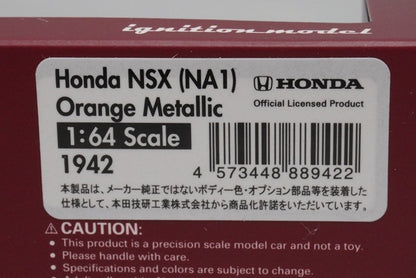 ignition model
Honda NSX (NA1)
Orange Metallic
1:64 Scale
1942
HONDA
Official Licensed Product
4 573448 889422
本製品は、メーカー純正ではないボディー色・オプション部品等を装着した
仕様として、本田技研工業株式会社から商品化許諾をいただいています。
⚠CAUTION:
• This product is a precision scale model car and not a toy.
• Please handle with care.
• Specifications and colors are subject to change.